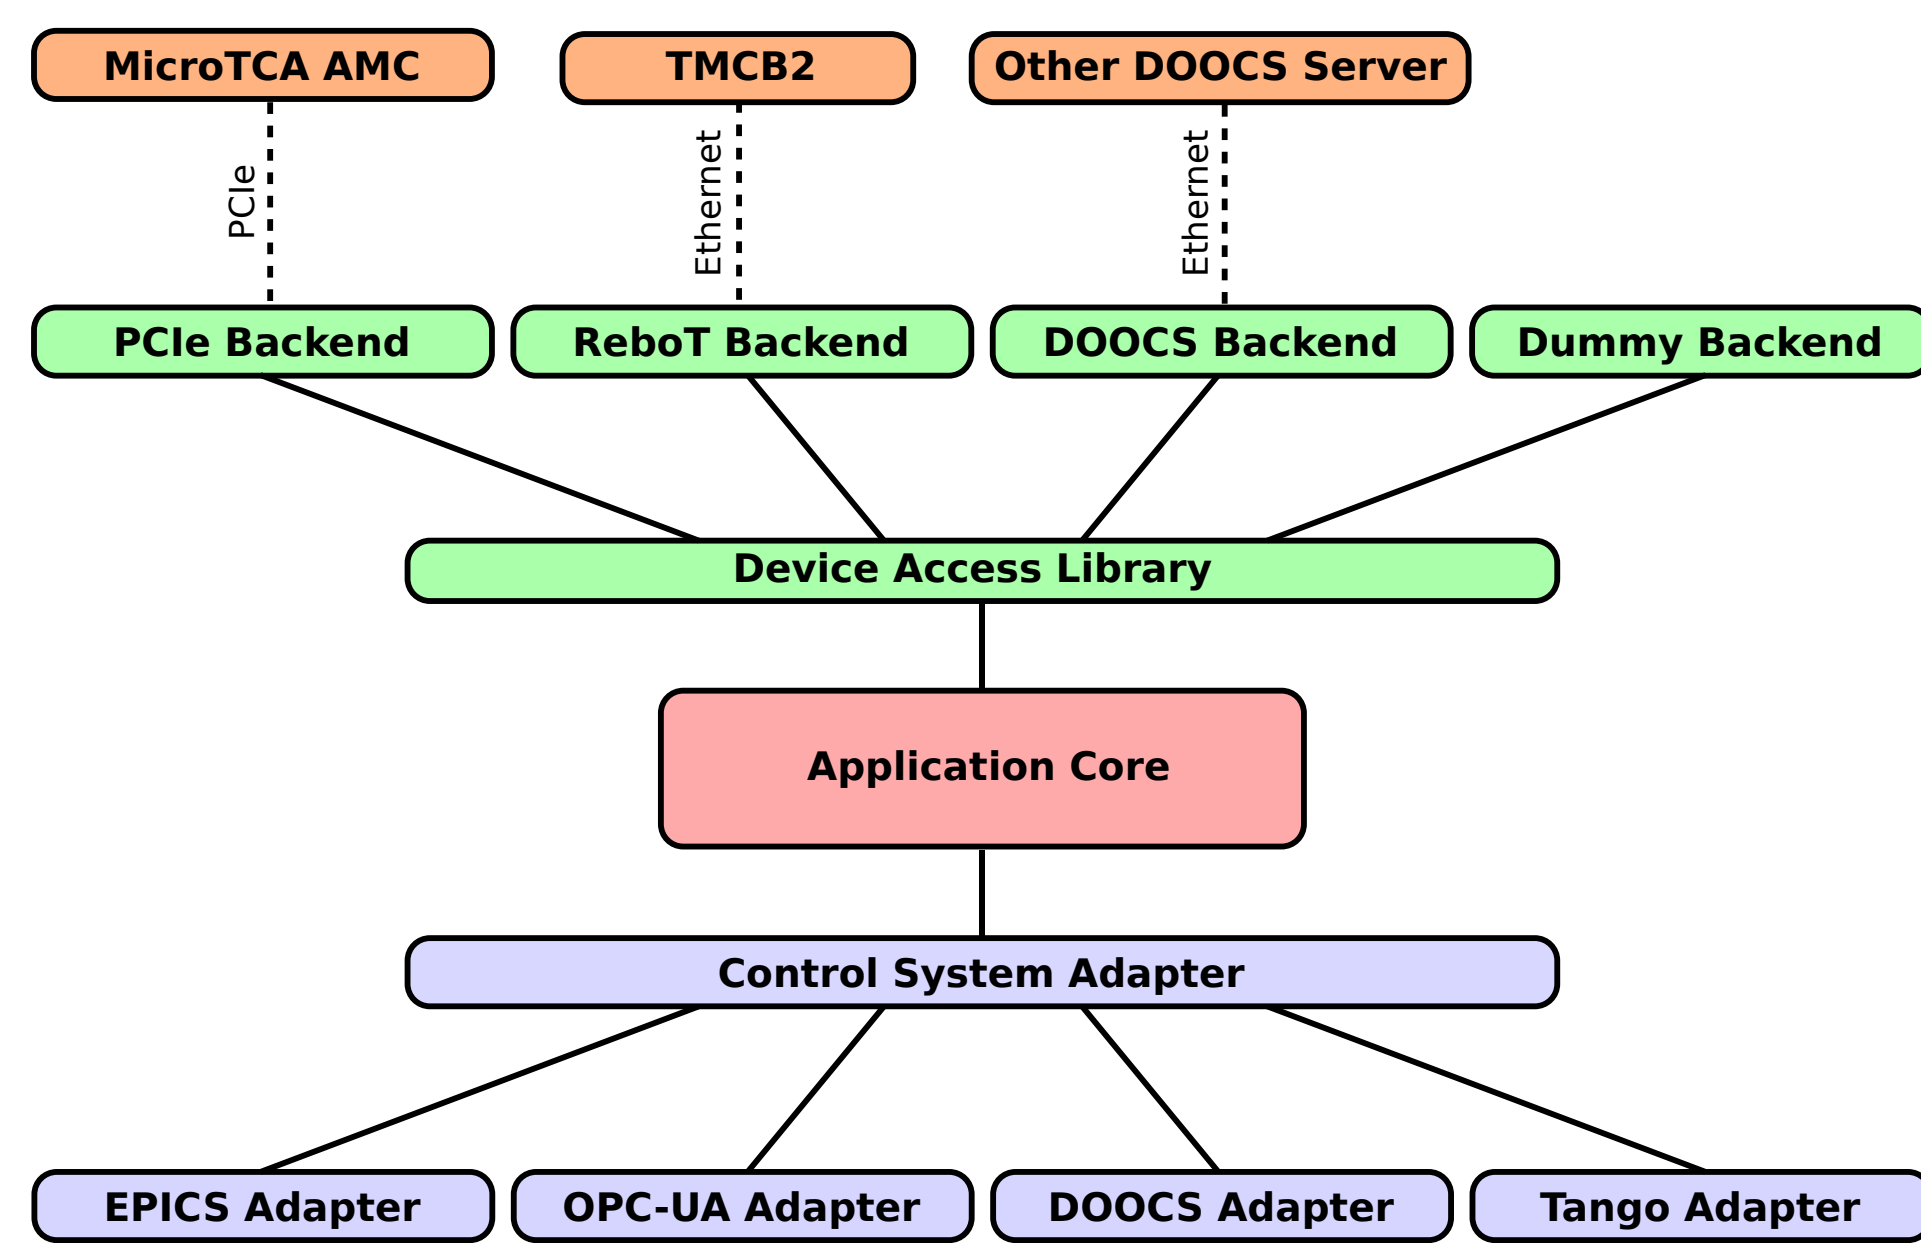 MicroTCA AMC
TMCB2
Other DOOCS Server
PCIe
Ethernet
Ethernet
PCIe Backend
ReboT Backend
DOOCS Backend
Dummy Backend
Device Access Library
Application Core
Control System Adapter
EPICS Adapter
OPC-UA Adapter
DOOCS Adapter
Tango Adapter